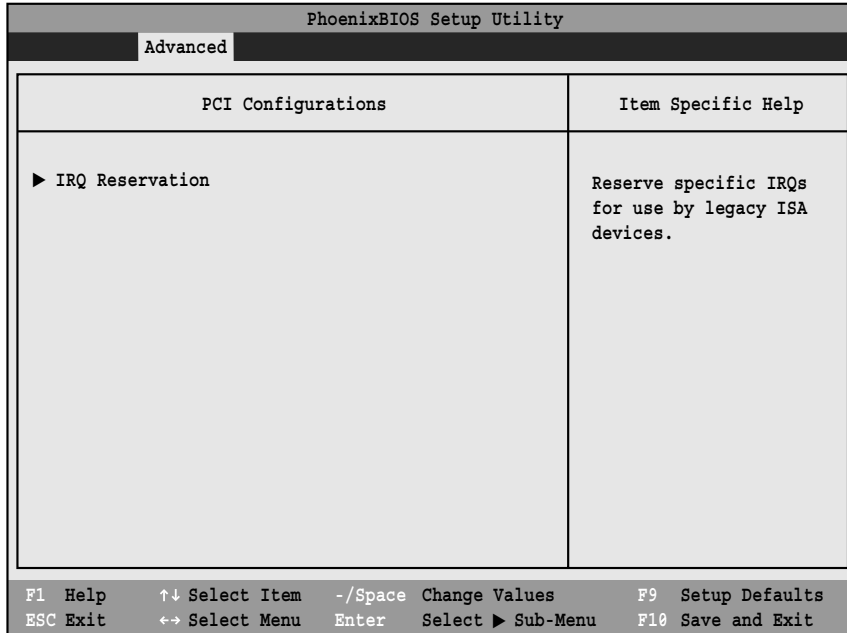 PhoenixBIOS Setup Utility
Advanced
PCI Configurations
Item Specific Help
▶ IRQ Reservation
Reserve specific IRQs
for use by legacy ISA
devices.
F1 Help ↑↓ Select Item -/Space Change Values F9 Setup Defaults
ESC Exit ←→ Select Menu Enter Select ▶ Sub-Menu F10 Save and Exit